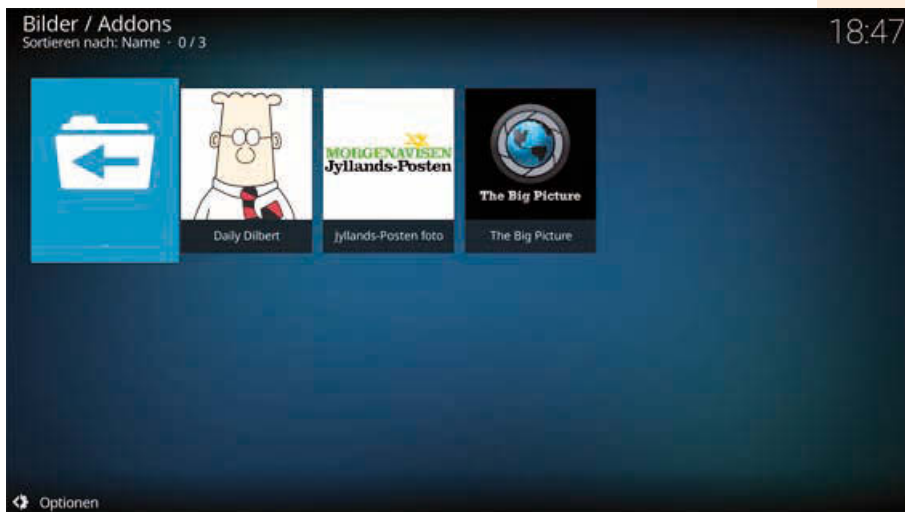 Bilder / Addons
Sortieren nach: Name · 0 / 3
18:47
MORGENAVISEN
Jyllands-Posten
The Big Picture
Daily Dilbert
Jyllands-Posten foto
The Big Picture
Optionen